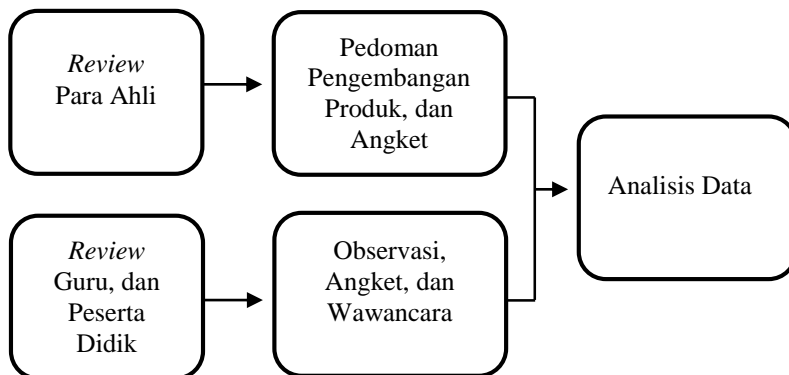 Review
Para Ahli
Pedoman
Pengembangan
Produk, dan
Angket
Analisis Data
Review
Guru, dan
Peserta
Didik
Observasi,
Angket, dan
Wawancara